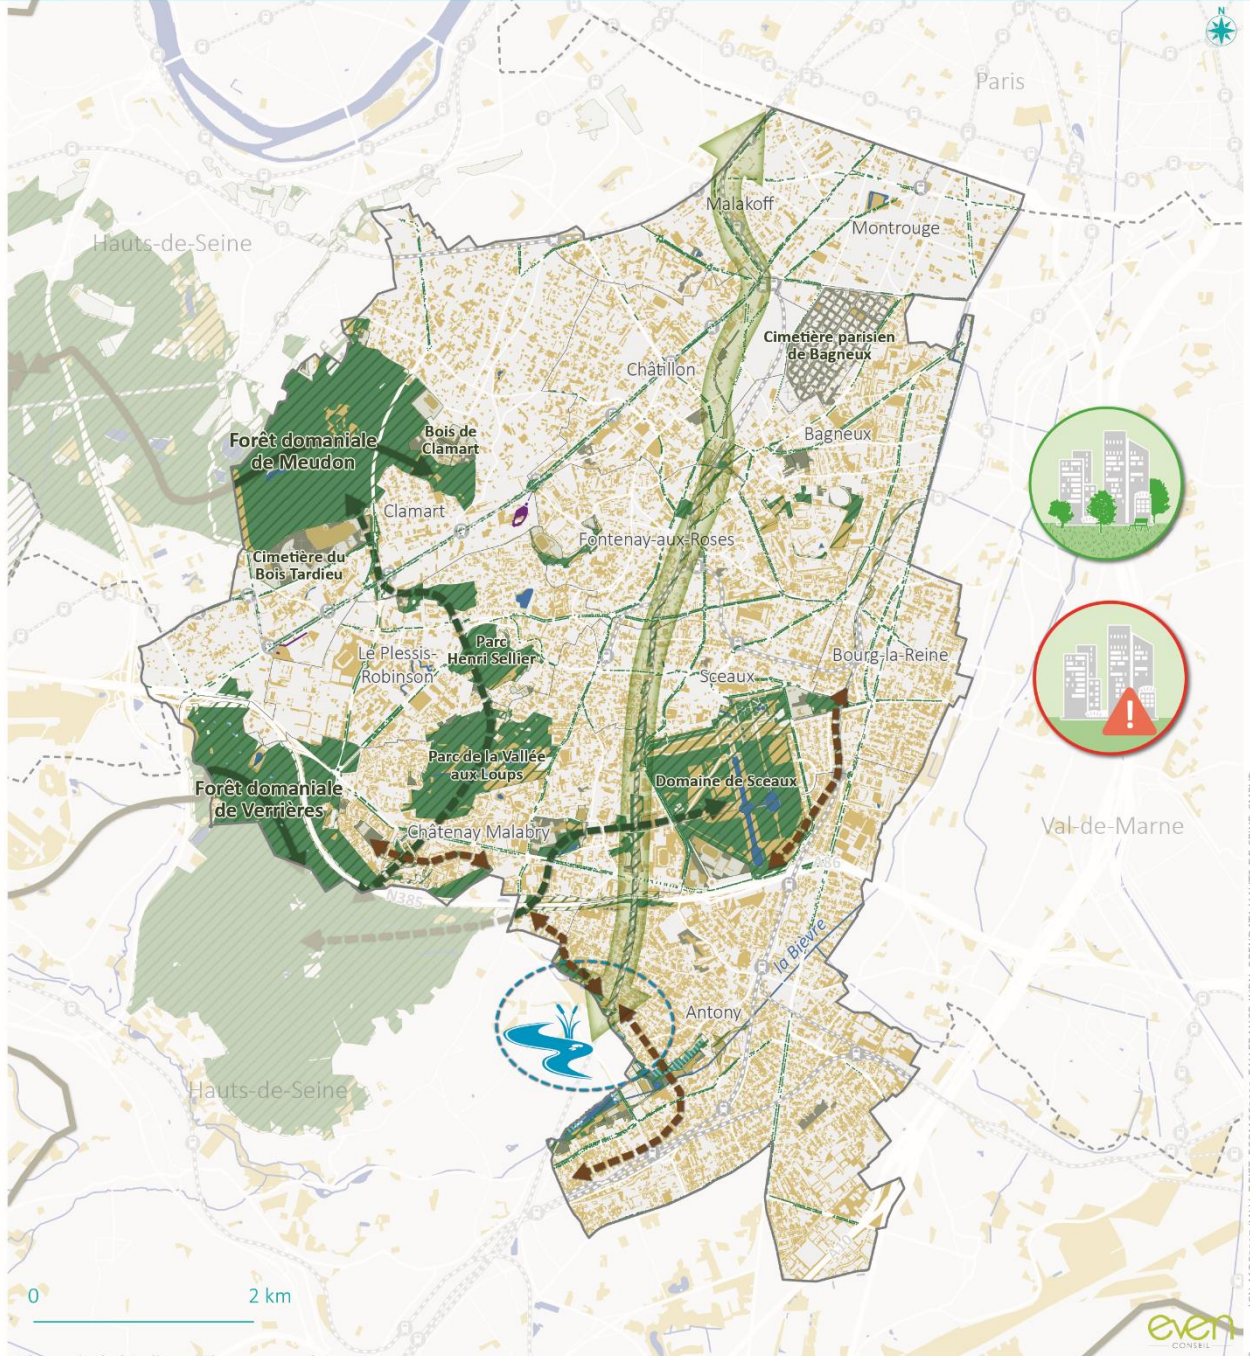 N
Paris
Malakoff
Montrouge
Hauts-de-Seine
Cimetière parisien
de Bagneux
Châtillon
Bois de
Clamart
Forêt domaniale
de Meudon
Bagneux
Clamart
Fontenay-aux-Roses
Cimetière du
Bois Tardieu
Parc
Henri Sellier
Le Plessis-
Robinson
Bourg-la-Reine
Sceaux
Parc de la Vallée
aux Loups
Domaine de Sceaux
Forêt domaniale
de Verrières
Châtenay Malabry
Val-de-Marne
A86
N385
la Bièvre
Antony
Hauts-de-Seine
0
2 km
even
CONSEIL